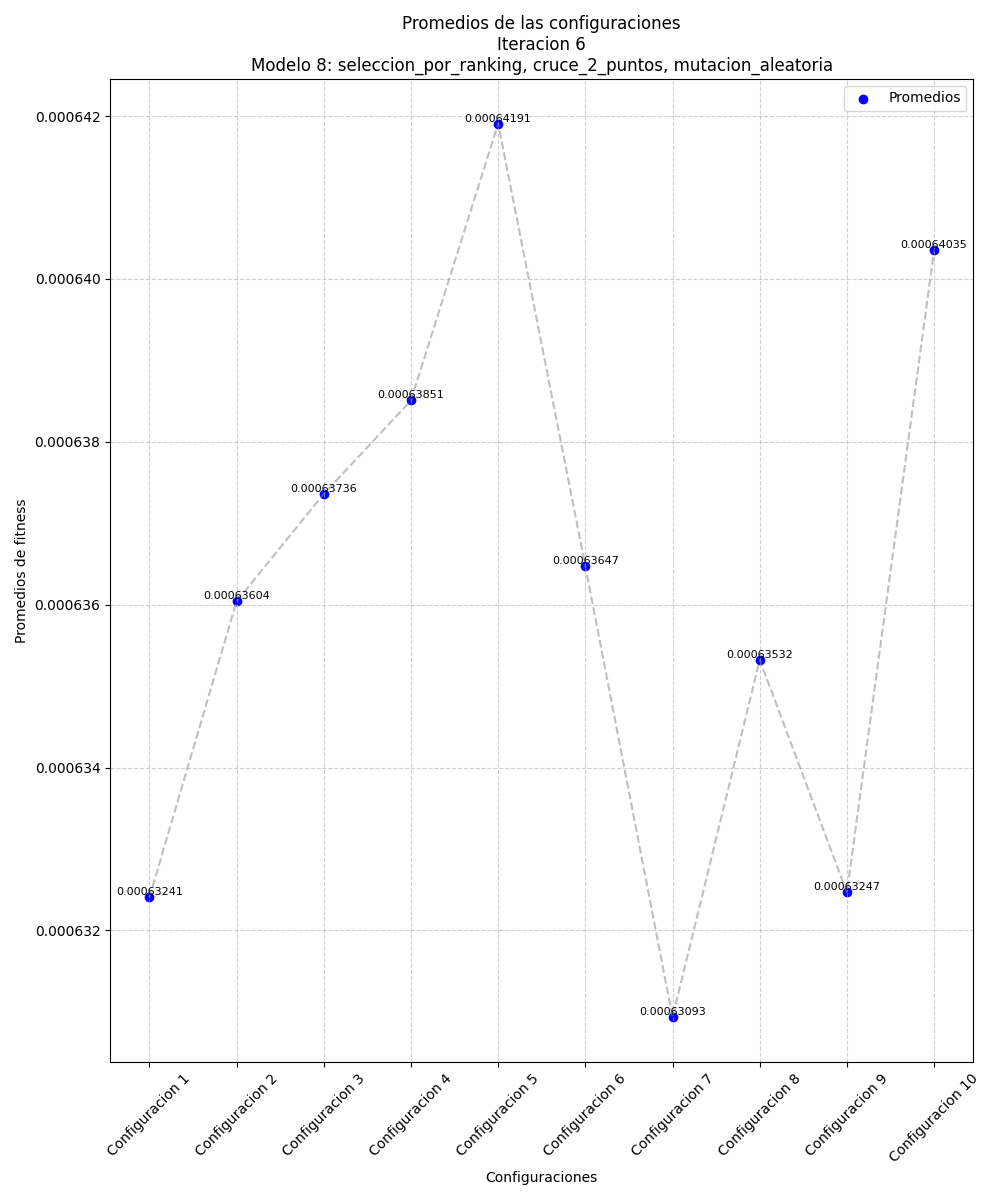 Promedios de las configuraciones
Iteracion 6
Modelo 8: seleccion_por_ranking, cruce_2_puntos, mutacion_aleatoria
Promedios
0.000642
0.000640
0.000638
0.000636
0.000634
0.000632
Promedios de fitness
0.00063241
0.00063604
0.00063736
0.00063851
0.00064191
0.00063647
0.00063093
0.00063532
0.00063247
0.00064035
Configuracion 1
Configuracion 2
Configuracion 3
Configuracion 4
Configuracion 5
Configuracion 6
Configuracion 7
Configuracion 8
Configuracion 9
Configuracion 10
Configuraciones